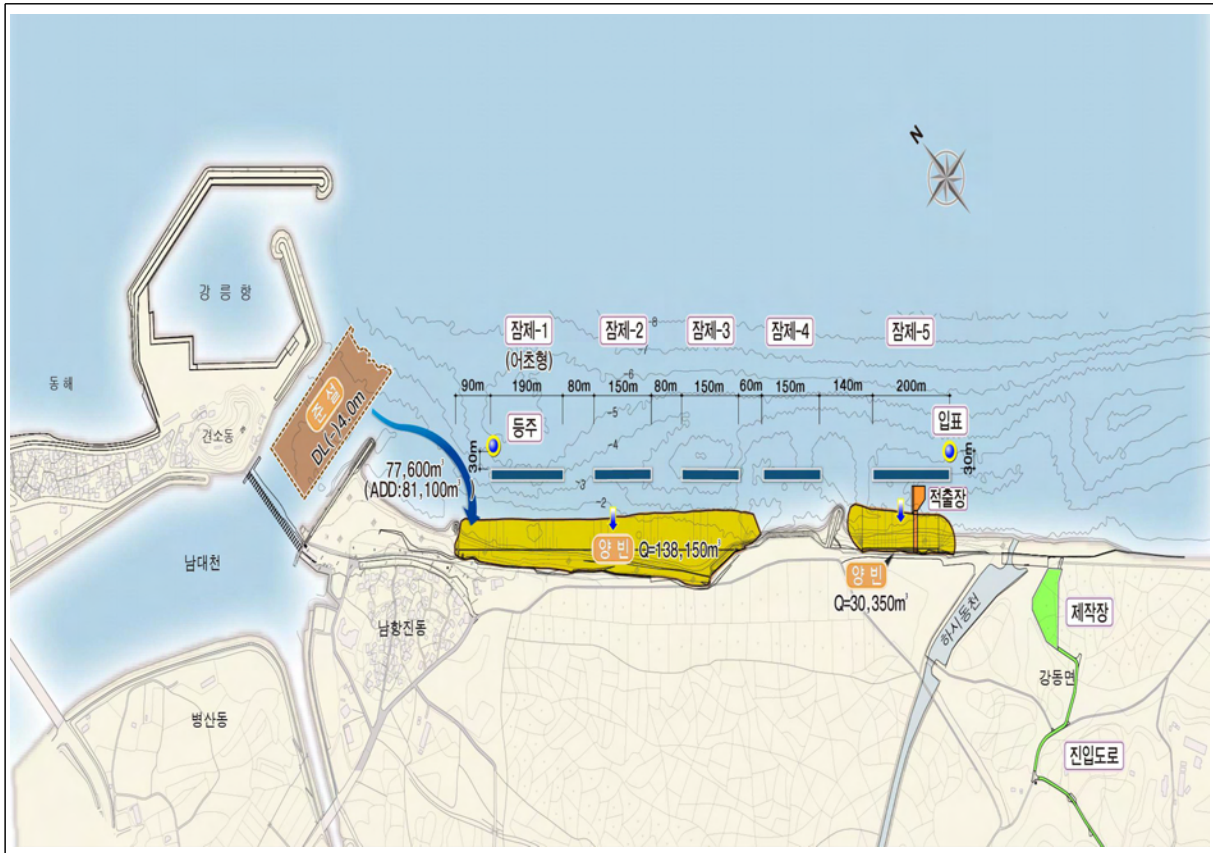 N
강릉항
동해
견소동
준설
DL(-)4.0m
77,600㎥
(ADD:81,100㎥)
남대천
남항진동
병산동
잠제-1
(어초형)
잠제-2
잠제-3
잠제-4
잠제-5
-8
-7
-6
-5
-4
-3
-2
90m
190m
80m
150m
80m
150m
60m
150m
140m
200m
등주
30m
입표
30m
적출장
양빈
Q=138,150㎥
양빈
Q=30,350㎥
하시동천
제작장
강동면
진입도로